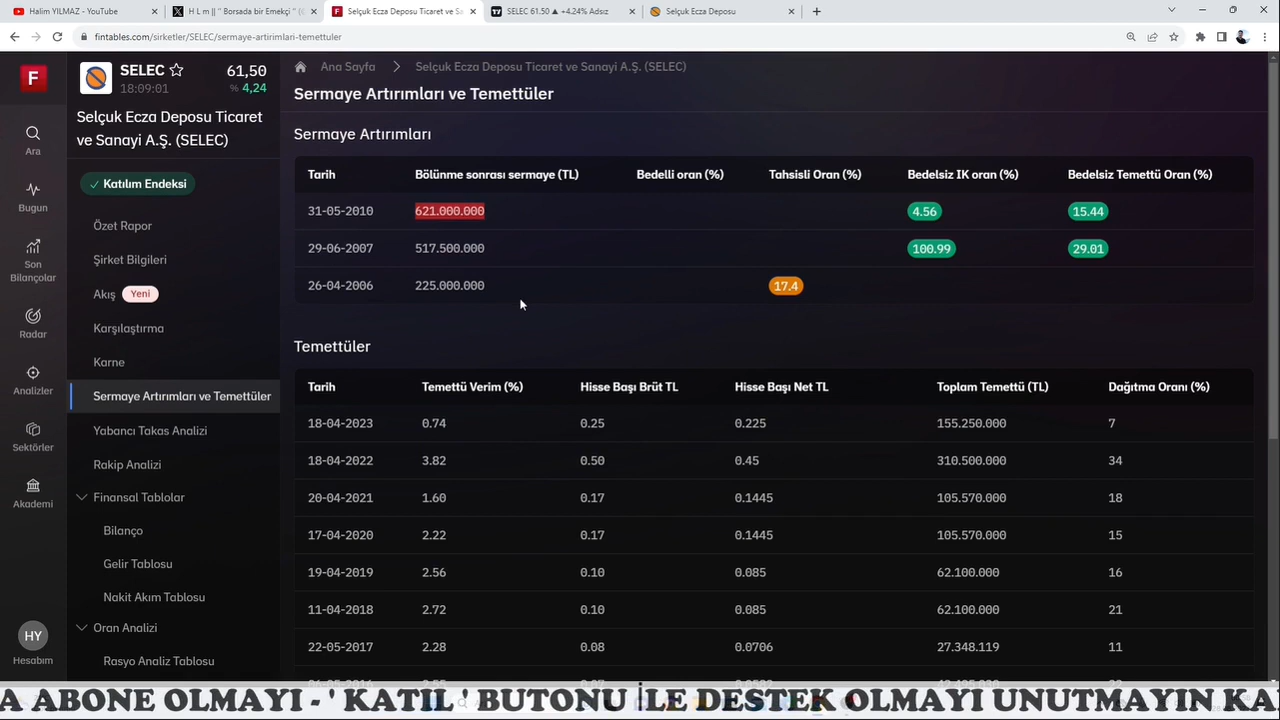 Halim YILMAZ - YouTube
H L m || " Borsada bir Emekçi " (
Selçuk Ecza Deposu Ticaret ve Sa
SELEC 61.50 ▲ +4.24% Adsız
Selçuk Ecza Deposu
fintables.com/sirketler/SELEC/sermaye-artirimlari-temettuler
F
SELEC
61,50
18:09:01
% 4,24
Selçuk Ecza Deposu Ticaret
ve Sanayi A.Ş. (SELEC)
Katılım Endeksi
Ara
Bugun
Son
Bilançolar
Radar
Analizler
Sektörler
Akademi
HY
Hesabım
Özet Rapor
Şirket Bilgileri
Akış Yeni
Karşılaştırma
Karne
Sermaye Artırımları ve Temettüler
Yabancı Takas Analizi
Rakip Analizi
Finansal Tablolar
Bilanço
Gelir Tablosu
Nakit Akım Tablosu
Oran Analizi
Rasyo Analiz Tablosu
Ana Sayfa > Selçuk Ecza Deposu Ticaret ve Sanayi A.Ş. (SELEC)
Sermaye Artırımları ve Temettüler
Sermaye Artırımları
Tarih Bölünme sonrası sermaye (TL) Bedelli oran (%) Tahsisli Oran (%) Bedelsiz IK oran (%) Bedelsiz Temettü Oran (%)
31-05-2010 621.000.000 4.56 15.44
29-06-2007 517.500.000 100.99 29.01
26-04-2006 225.000.000 17.4
Temettüler
Tarih Temettü Verim (%) Hisse Başı Brüt TL Hisse Başı Net TL Toplam Temettü (TL) Dağıtma Oranı (%)
18-04-2023 0.74 0.25 0.225 155.250.000 7
18-04-2022 3.82 0.50 0.45 310.500.000 34
20-04-2021 1.60 0.17 0.1445 105.570.000 18
17-04-2020 2.22 0.17 0.1445 105.570.000 15
19-04-2019 2.56 0.10 0.085 62.100.000 16
11-04-2018 2.72 0.10 0.085 62.100.000 21
22-05-2017 2.28 0.08 0.0706 27.348.119 11
A ABONE OLMAYI - ' KATIL ' BUTONU İLE DESTEK OLMAYI UNUTMAYIN KA